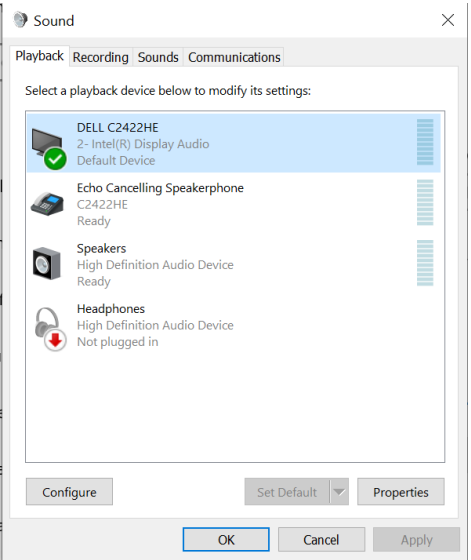 Sound
Playback Recording Sounds Communications
Select a playback device below to modify its settings:
DELL C2422HE
2- Intel(R) Display Audio
Default Device
Echo Cancelling Speakerphone
C2422HE
Ready
Speakers
High Definition Audio Device
Ready
Headphones
High Definition Audio Device
Not plugged in
Configure Set Default Properties
OK Cancel Apply